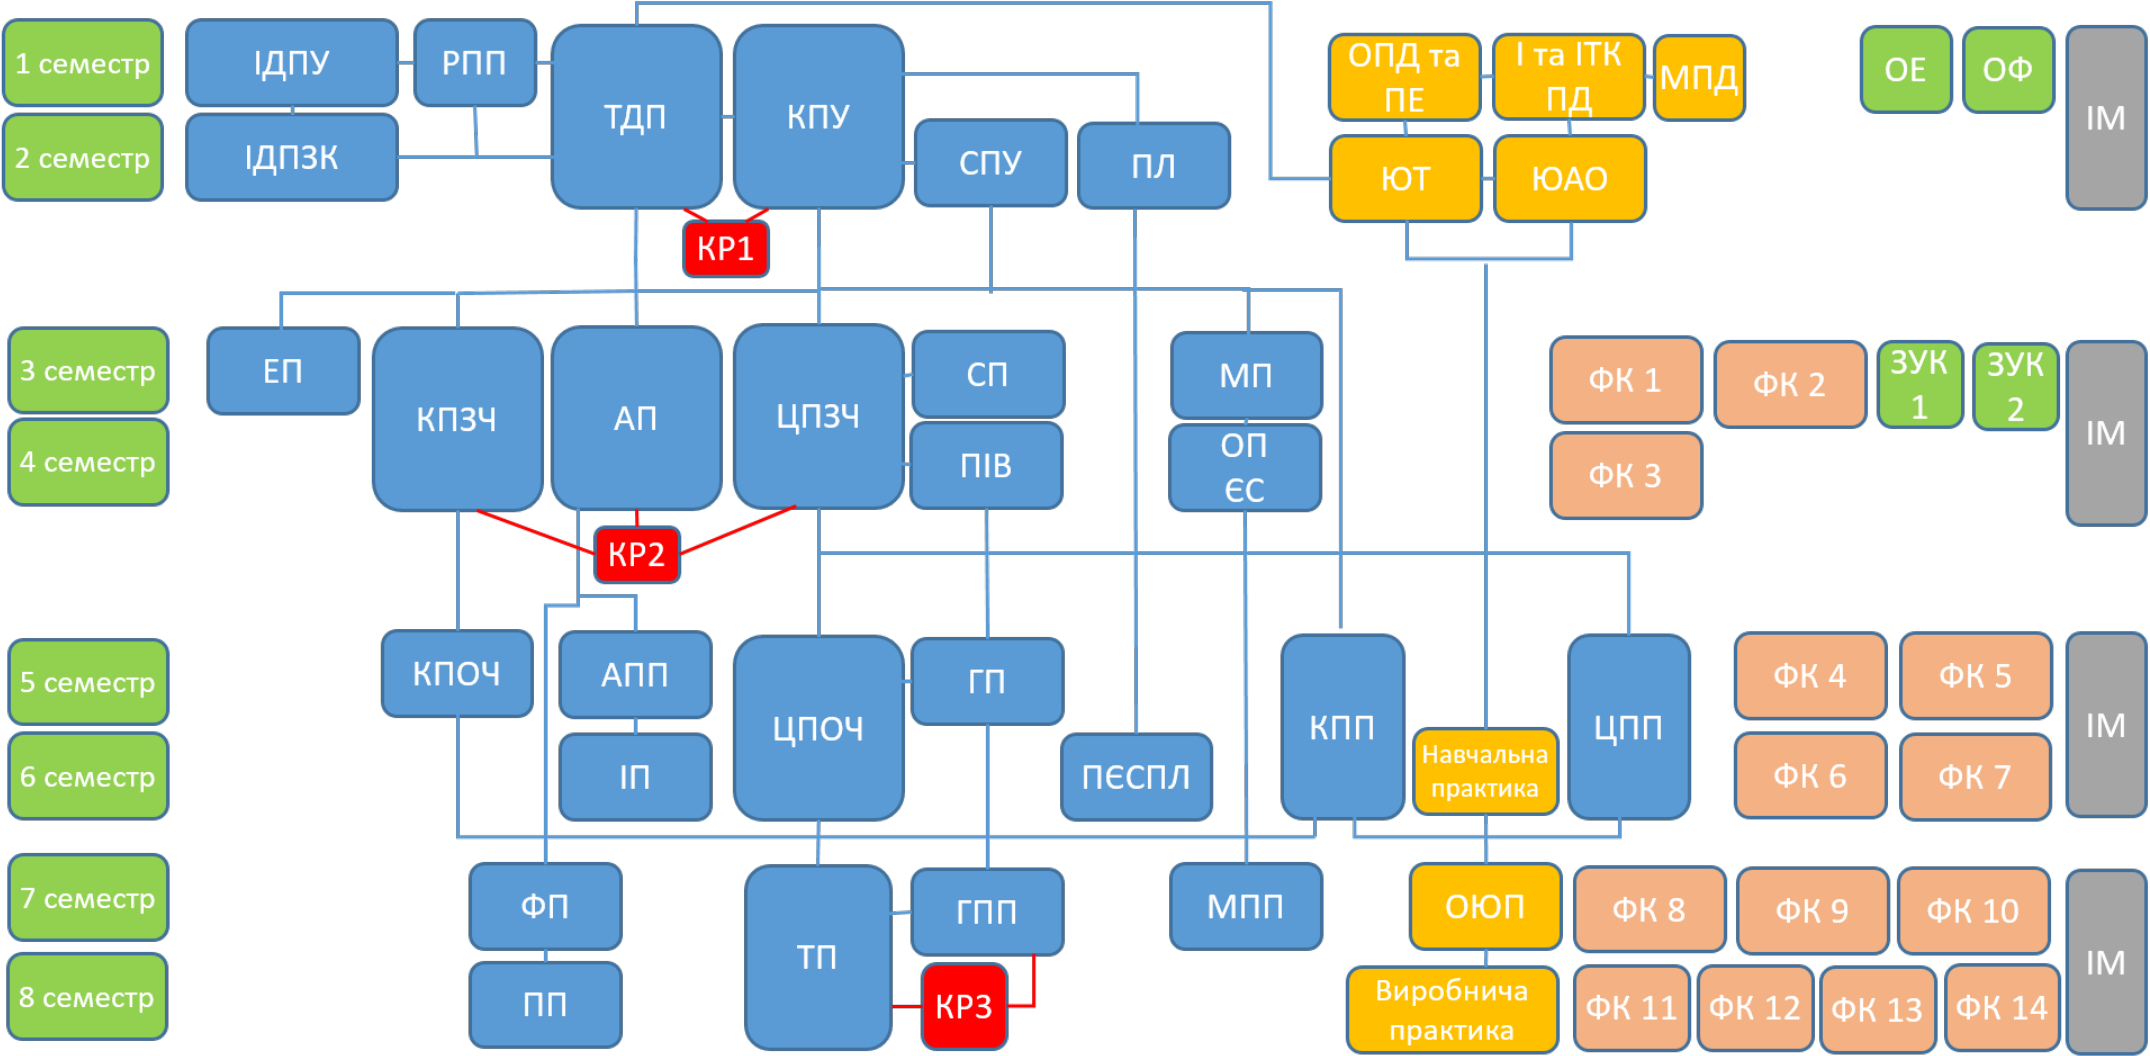 1 семестр
ІДПУ
РПП
ТДП
КПУ
ОПД та
ПЕ
І та ІТК
ПД
МПД
ОЕ
ОФ
ІМ
2 семестр
ІДПЗК
СПУ
ПЛ
ЮТ
ЮАО
КР1
3 семестр
ЕП
КПЗЧ
АП
ЦПЗЧ
СП
МП
ФК 1
ФК 2
ЗУК
1
ЗУК
2
ІМ
4 семестр
ПІВ
ОП
ЄС
ФК 3
КР2
5 семестр
КПОЧ
АПП
ЦПОЧ
ГП
КПП
ЦПП
ФК 4
ФК 5
ІМ
6 семестр
ІП
ПЄСПЛ
Навчальна
практика
ФК 6
ФК 7
7 семестр
ФП
ТП
ГПП
МПП
ОЮП
ФК 8
ФК 9
ФК 10
ІМ
8 семестр
ПП
КР3
Виробнича
практика
ФК 11
ФК 12
ФК 13
ФК 14